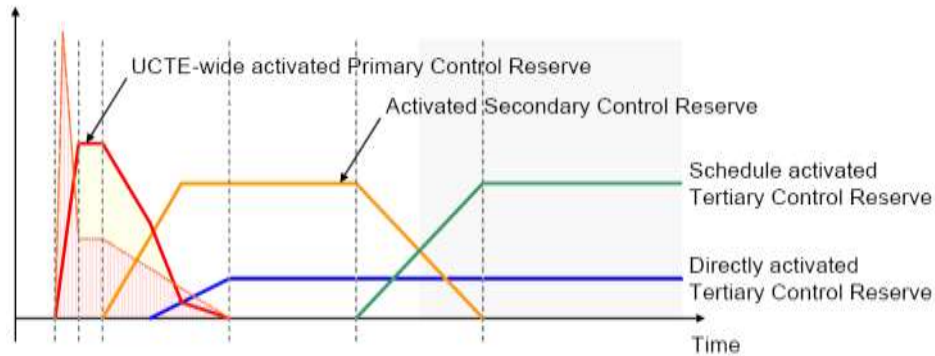 UCTE-wide activated Primary Control Reserve
Activated Secondary Control Reserve
Schedule activated
Tertiary Control Reserve
Directly activated
Tertiary Control Reserve
Time